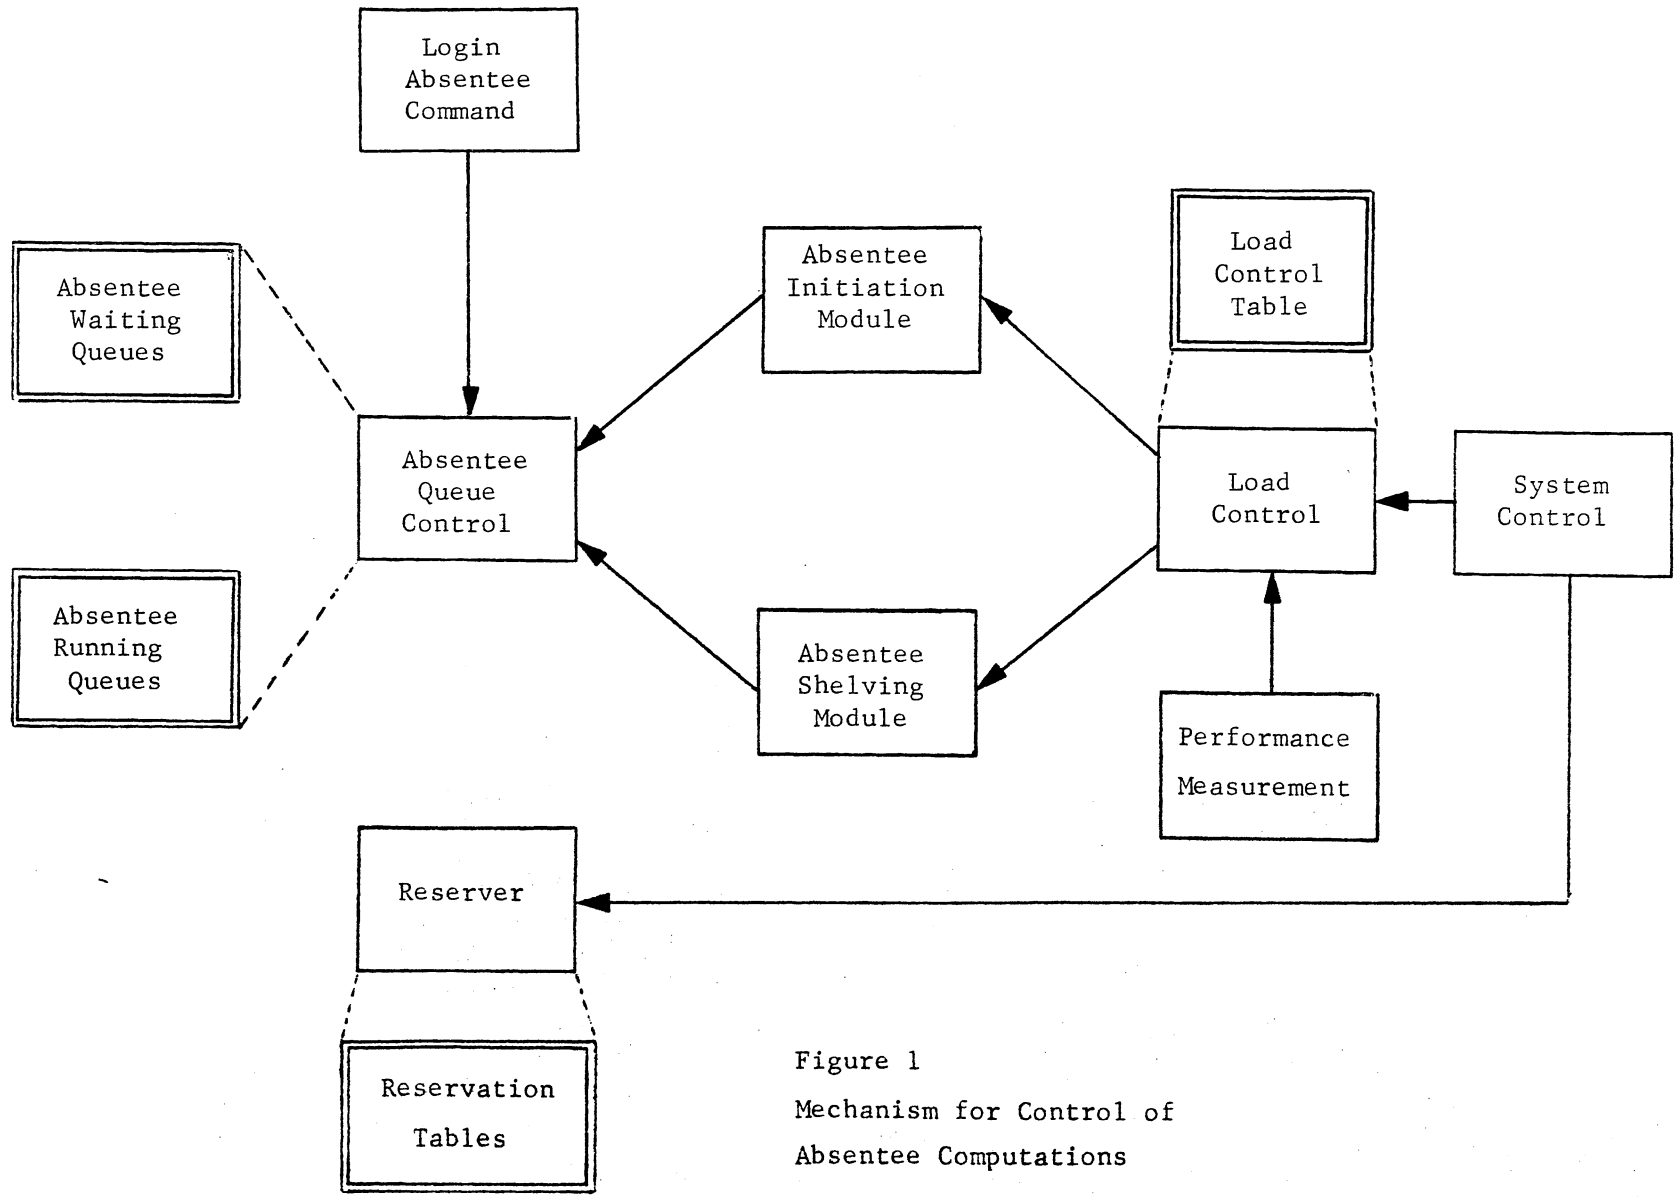 Login
Absentee
Command
Absentee
Waiting
Queues
Absentee
Initiation
Module
Load
Control
Table
Absentee
Queue
Control
Load
Control
System
Control
Absentee
Running
Queues
Absentee
Shelving
Module
Performance
Measurement
Reserver
Reservation
Tables
Figure 1
Mechanism for Control of
Absentee Computations